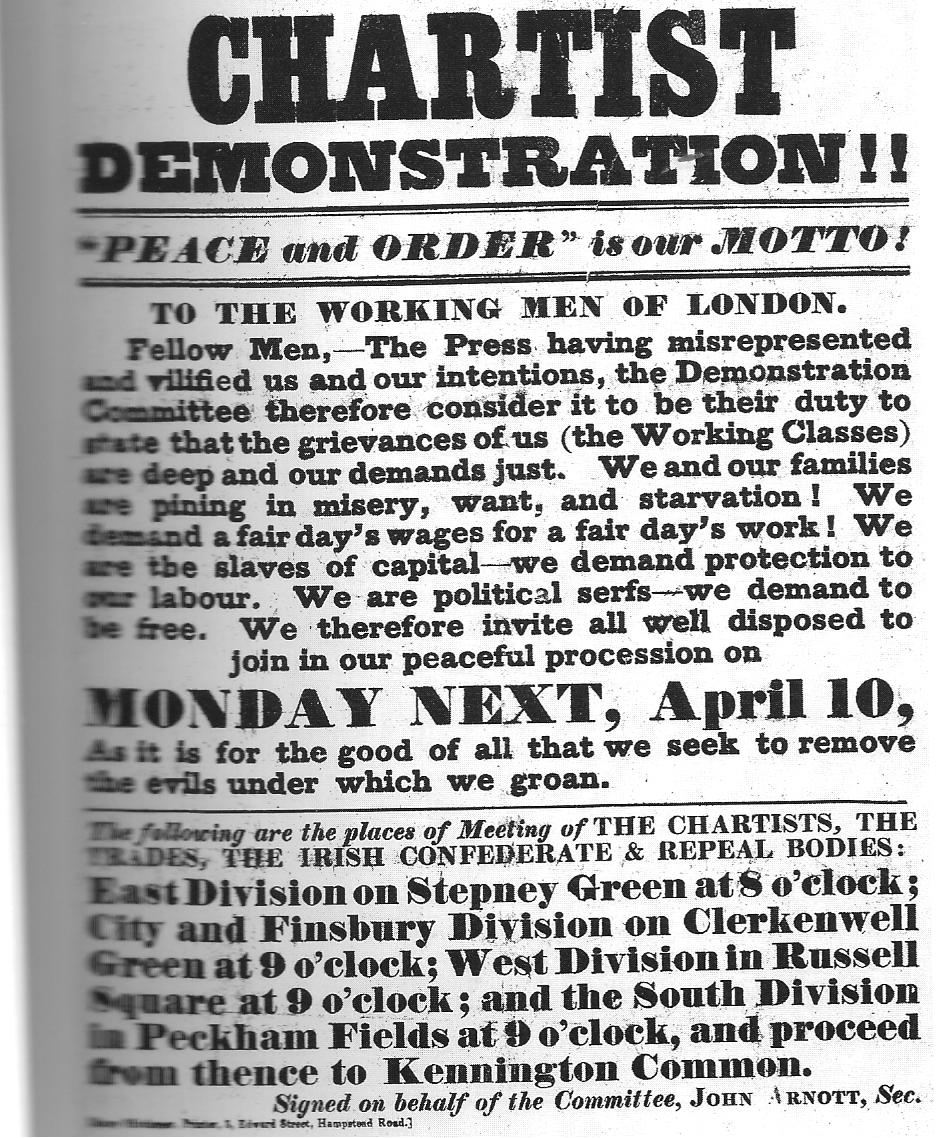 CHARTIST
DEMONSTRATION!!
"PEACE and ORDER" is our MOTTO!
TO THE WORKING MEN OF LONDON.
Fellow Men,—The Press having misrepresented
and vilified us and our intentions, the Demonstration
Committee therefore consider it to be their duty to
state that the grievances of us (the Working Classes)
are deep and our demands just. We and our families
are pining in misery, want, and starvation! We
demand a fair day's wages for a fair day's work! We
are the slaves of capital—we demand protection to
our labour. We are political serfs—we demand to
be free. We therefore invite all well disposed to
join in our peaceful procession on
MONDAY NEXT, April 10,
As it is for the good of all that we seek to remove
the evils under which we groan.
The following are the places of Meeting of THE CHARTISTS, THE
TRADES, THE IRISH CONFEDERATE & REPEAL BODIES:
East Division on Stepney Green at 8 o'clock;
City and Finsbury Division on Clerkenwell
Green at 9 o'clock; West Division in Russell
Square at 9 o'clock; and the South Division
in Peckham Fields at 9 o'clock, and proceed
from thence to Kennington Common.
Signed on behalf of the Committee, JOHN ARNOTT, Sec.
Printer, Edward Street, Hampstead Road.]